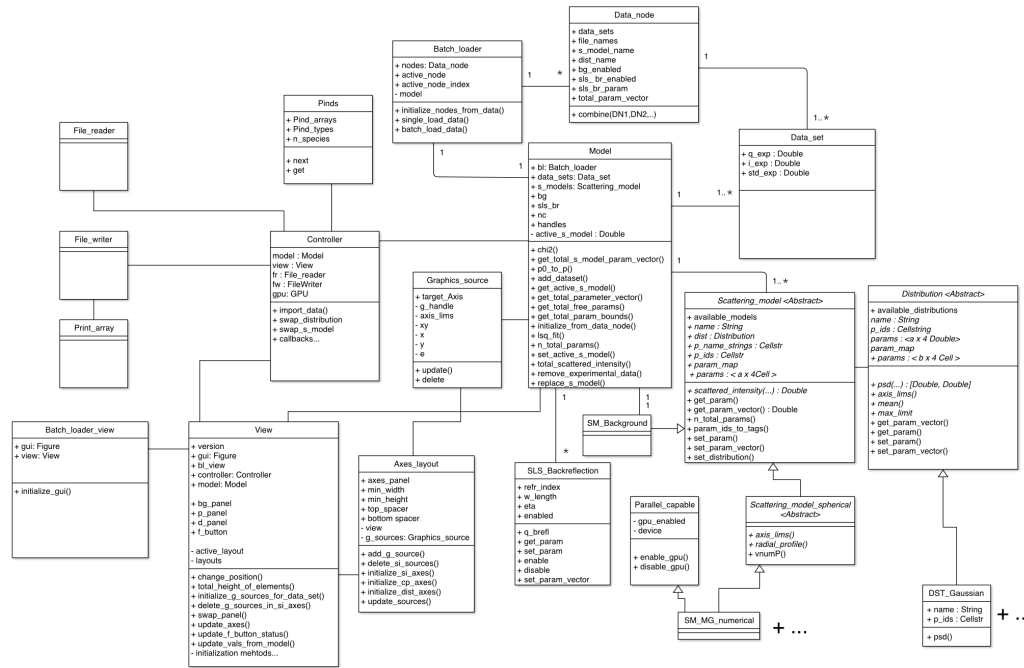 Data_node
+ data_sets
+ file_names
+ s_model_name
+ dist_name
+ bg_enabled
+ sls_ br_enabled
+ sls_br_param
+ total_param_vector
+ combine(DN1,DN2,..)
Batch_loader
+ nodes: Data_node
+ active_node
+ active_node_index
- model
+ initialize_nodes_from_data()
+ single_load_data()
+ batch_load_data()
1
*
1
1..*
Pinds
+ Pind_arrays
+ Pind_types
+ n_species
+ next
+ get
File_reader
Data_set
+ q_exp : Double
+ i_exp : Double
+ std_exp : Double
1
1
Model
+ bl: Batch_loader
+ data_sets: Data_set
+ s_models: Scattering_model
+ bg
+ sls_br
+ nc
+ handles
- active_s_model : Double
+ chi2()
+ get_total_s_model_param_vector()
+ p0_to_p()
+ add_dataset()
+ get_active_s_model()
+ get_total_parameter_vector()
+ get_total_free_params()
+ get_total_param_bounds()
+ initialize_from_data_node()
+ lsq_fit()
+ n_total_params()
+ set_active_s_model()
+ total_scattered_intensity()
+ remove_experimental_data()
+ replace_s_model()
1
1..*
1
1..*
File_writer
Print_array
Controller
model : Model
view : View
fr : File_reader
fw : FileWriter
gpu: GPU
+ import_data()
+ swap_distribution
+ swap_s_model
+ callbacks...
Graphics_source
+ target_Axis
- g_handle
- axis_lims
- xy
- x
- y
- e
+ update()
+ delete
Scattering_model <Abstract>
+ available_models
+ name : String
+ dist : Distribution
+ p_name_strings : Cellstr
+ p_ids : Cellstr
+ param_map
+ params : < a x 4Cell >
+ scattered_intensity(...) : Double
+ get_param()
+ get_param_vector() : Double
+ n_total_params()
+ param_ids_to_tags()
+ set_param()
+ set_param_vector()
+ set_distribution()
Distribution <Abstract>
+ available_distributions
name : String
p_ids : Cellstring
params : <a x 4 Double>
param_map
+ params : < b x 4 Cell >
+ psd(...) : [Double, Double]
+ axis_lims()
+ mean()
+ max_limit
+ get_param_vector()
+ get_param()
+ set_param()
+ set_param_vector()
1
*
1
1
SM_Background
Batch_loader_view
+ gui: Figure
+ view: View
+ initialize_gui()
View
+ version
+ gui: Figure
+ bl_view
+ controller: Controller
+ model: Model
+ bg_panel
+ p_panel
+ d_panel
+ f_button
- active_layout
- layouts
+ change_position()
+ total_height_of_elements()
+ initialize_g_sources_for_data_set()
+ delete_g_sources_in_si_axes()
+ swap_panel()
+ update_axes()
+ update_f_button_status()
+ update_vals_from_model()
- initialization mehtods...
Axes_layout
+ axes_panel
+ min_width
+ min_height
+ top_spacer
+ bottom spacer
- view
- g_sources: Graphics_source
+ add_g_source()
+ delete_si_sources()
+ initialize_si_axes()
+ initialize_cp_axes()
+ initialize_dist_axes()
+ update_sources()
SLS_Backreflection
+ refr_index
+ w_length
+ eta
+ enabled
+ q_brefl
+ get_param
+ set_param
+ enable
+ disable
+ set_param_vector
Parallel_capable
- gpu_enabled
- device
+ enable_gpu()
+ disable_gpu()
Scattering_model_spherical
<Abstract>
+ axis_lims()
+ radial_profile()
+ vnumP()
SM_MG_numerical
+ ...
DST_Gaussian
+ name : String
+ p_ids : Cellstr
+ psd()
+ ...